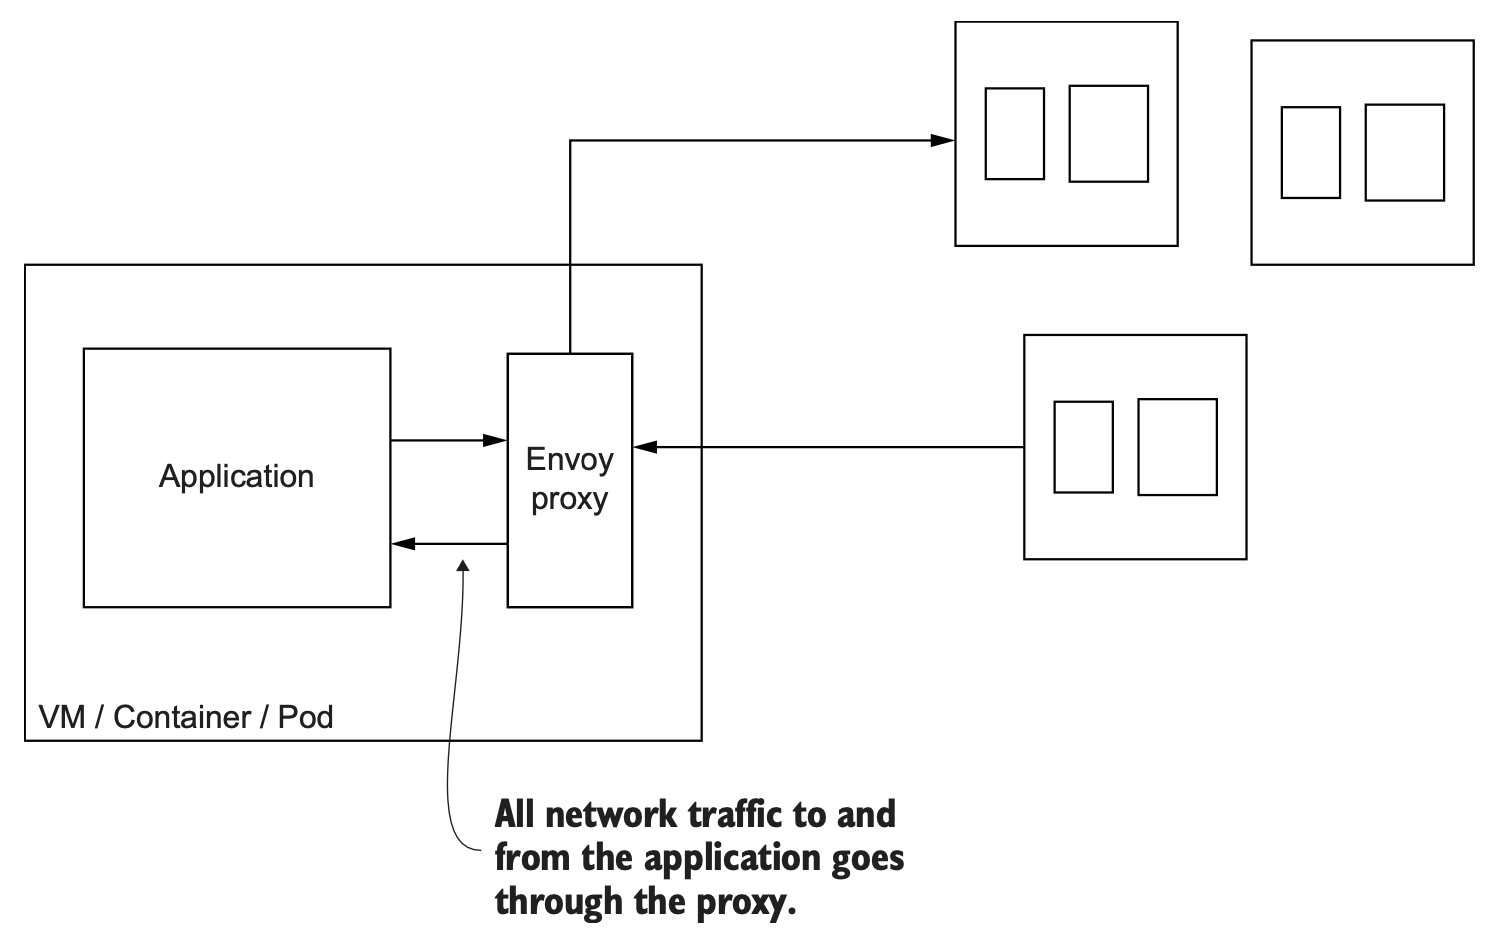 Application
Envoy
proxy
VM / Container / Pod
All network traffic to and
from the application goes
through the proxy.